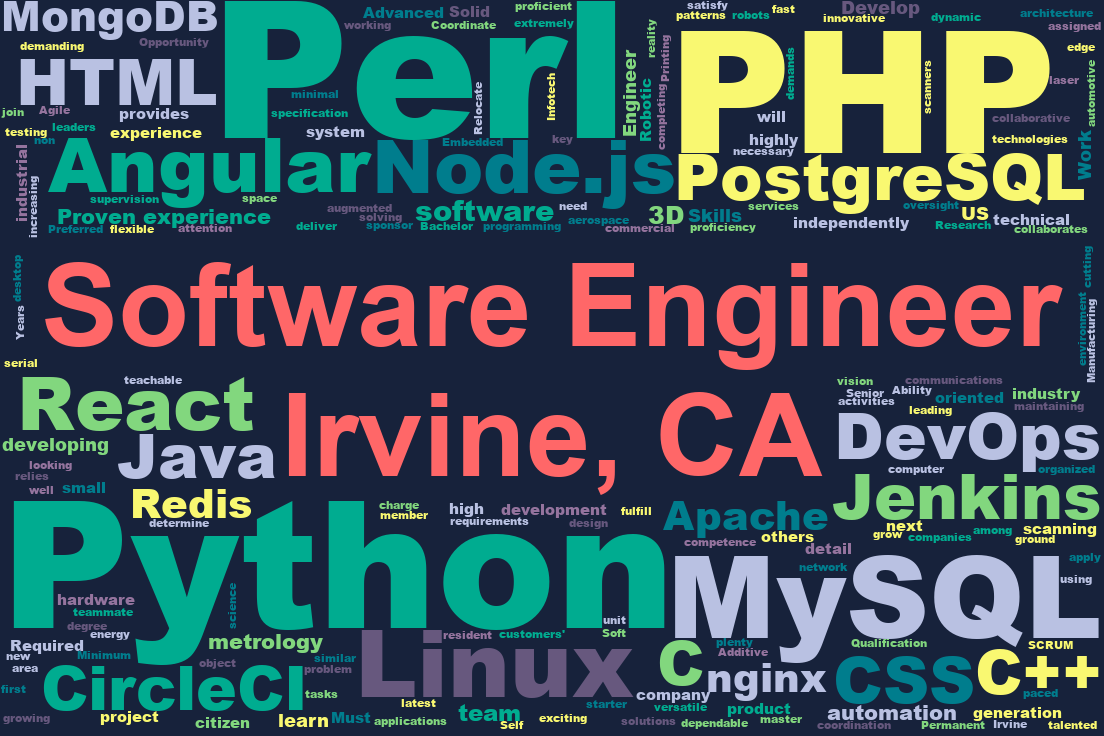 MongoDB
Perl
Advanced
Solid
proficient
working
Coordinate
extremely
satisfy
patterns
robots
fast
Develop
innovative
dynamic
architecture
assigned
demanding
Opportunity
HTML
minimal
specification
system
Relocate
Infotech
Engineer
Robotic
reality
Printing
completing
PHP
demands
scanners
edge
laser
automotive
collaborative
technologies
will
highly
necessary
join
Agile
provides
testing
leaders
non
experience
Embedded
key
Angular
Node.js
PostgreSQL
Work
industrial
increasing
supervision
space
Proven experience
Preferred
flexible
attention
augmented
solving
deliver
sponsor
software
Bachelor
programming
need
aerospace
commercial
3D
Skills
proficiency
services
independently
oversight
US
technical
Research
collaborates
desktop
Years
Software Engineer
cutting
environment
Manufacturing
serial
teachable
React
developing
Java
looking
relies
well
small
Redis
determine
Irvine, CA
vision
communications
Senior
Ability
activities
oriented
industry
leading
maintaining
DevOps
computer
organized
Jenkins
charge
member
high
requirements
development
design
fulfill
Apache
others
next
grow
companies
among
scanning
ground
competence
detail
network
apply
Python
MySQL
using
hardware
teammate
degree
energy
science
metrology
unit
Soft
resident
customers'
Linux
Required
new
Minimum
area
object
similar
problem
first
CircleCI
tasks
growing
project
citizen
learn
Must
latest
applications
team
Self
starter
exciting
plenty
Additive
Qualification
SCRUM
C
nginx
CSS
C++
company
versatile
product
paced
solutions
dependable
master
automation
generation
coordination
Permanent
Irvine
talented